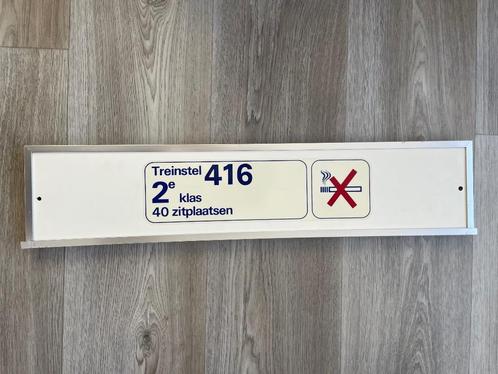 Treinstel 416
2e klas
40 zitplaatsen